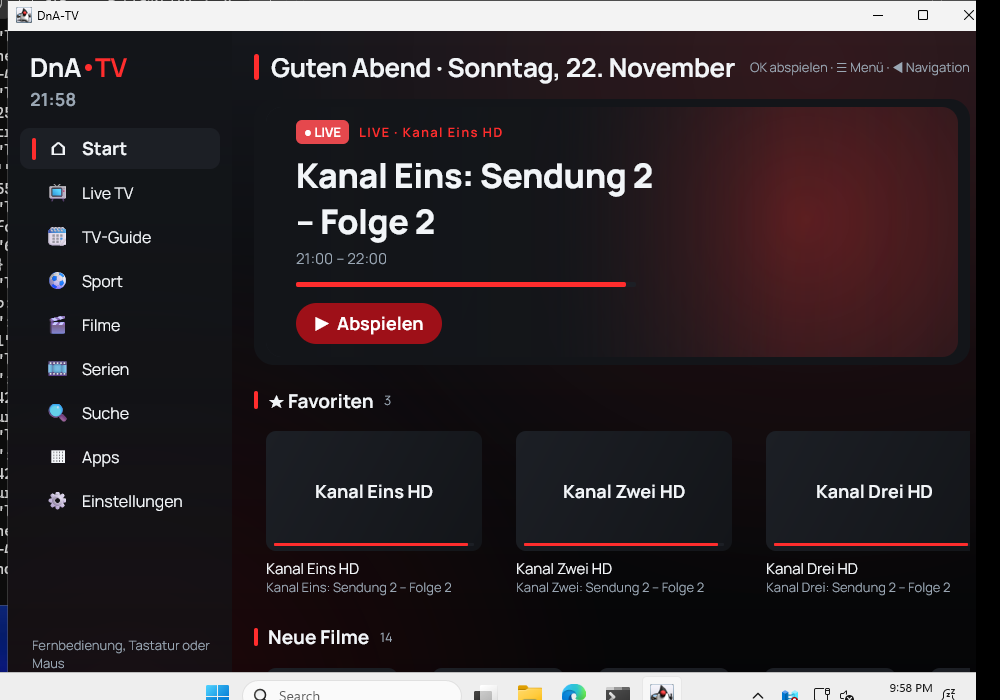 DnA-TV
DnA•TV
21:58
Start
Live TV
TV-Guide
Sport
Filme
Serien
Suche
Apps
Einstellungen
Fernbedienung, Tastatur oder
Maus
Guten Abend · Sonntag, 22. November
OK abspielen · ☰ Menü · ◀ Navigation
● LIVE
LIVE · Kanal Eins HD
Kanal Eins: Sendung 2
– Folge 2
21:00 – 22:00
▶ Abspielen
★ Favoriten 3
Kanal Eins HD
Kanal Zwei HD
Kanal Drei HD
Kanal Eins HD
Kanal Eins: Sendung 2 – Folge 2
Kanal Zwei HD
Kanal Zwei: Sendung 2 – Folge 2
Kanal Drei HD
Kanal Drei: Sendung 2 – Folge 2
Neue Filme 14
Search
9:58 PM